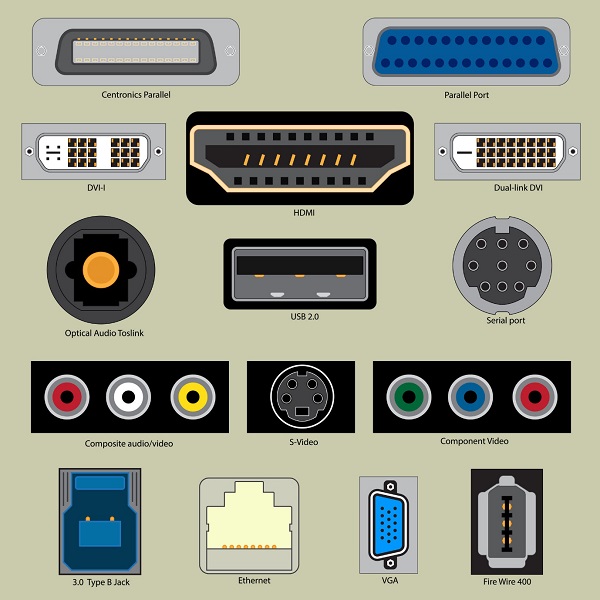 Centronics Parallel
Parallel Port
DVI-I
HDMI
Dual-link DVI
Optical Audio Toslink
USB 2.0
Serial port
Composite audio/video
S-Video
Component Video
3.0 Type B Jack
Ethernet
VGA
Fire Wire 400